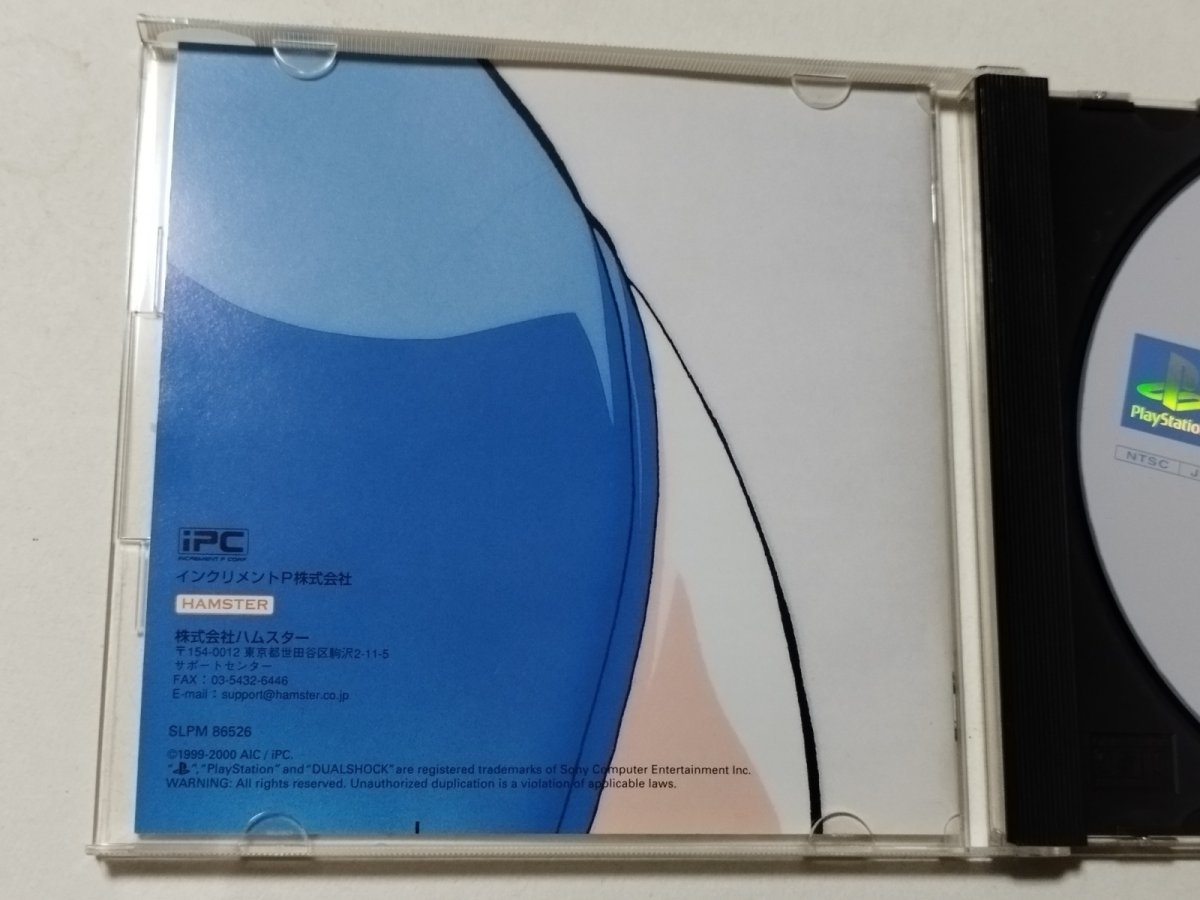 iPC
INCREMENT P CORP
インクリメントP株式会社
HAMSTER
株式会社ハムスター
〒154-0012 東京都世田谷区駒沢2-11-5
サポートセンター
FAX：03-5432-6446
E-mail：support@hamster.co.jp
SLPM 86526
©1999-2000 AIC / iPC.
" ", "PlayStation" and "DUALSHOCK" are registered trademarks of Sony Computer Entertainment Inc.
WARNING: All rights reserved. Unauthorized duplication is a violation of applicable laws.
PlayStation
NTSC J